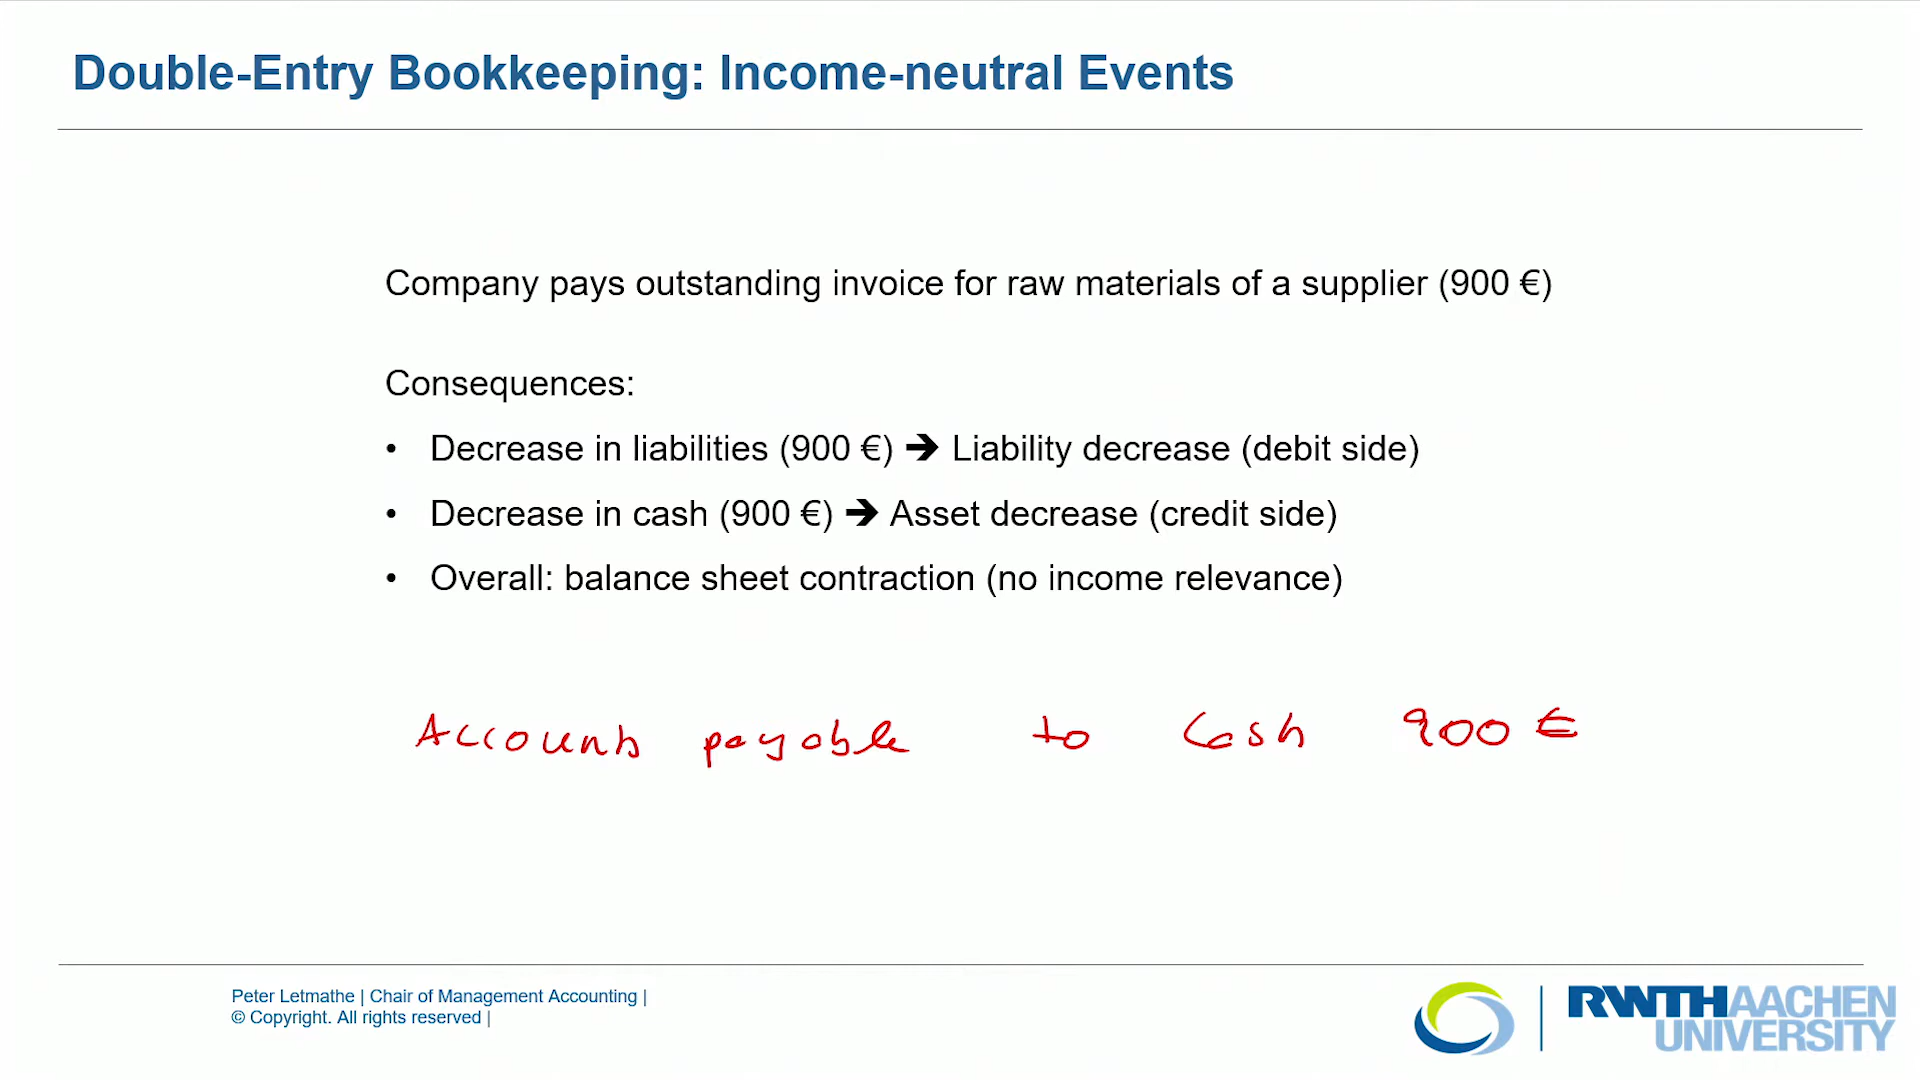 Double-Entry Bookkeeping: Income-neutral Events
Company pays outstanding invoice for raw materials of a supplier (900 €)
Consequences:
• Decrease in liabilities (900 €) 🡺 Liability decrease (debit side)
• Decrease in cash (900 €) 🡺 Asset decrease (credit side)
• Overall: balance sheet contraction (no income relevance)
Accounts payable to Cash 900 €
Peter Letmathe | Chair of Management Accounting |
© Copyright. All rights reserved |
RWTH AACHEN
UNIVERSITY